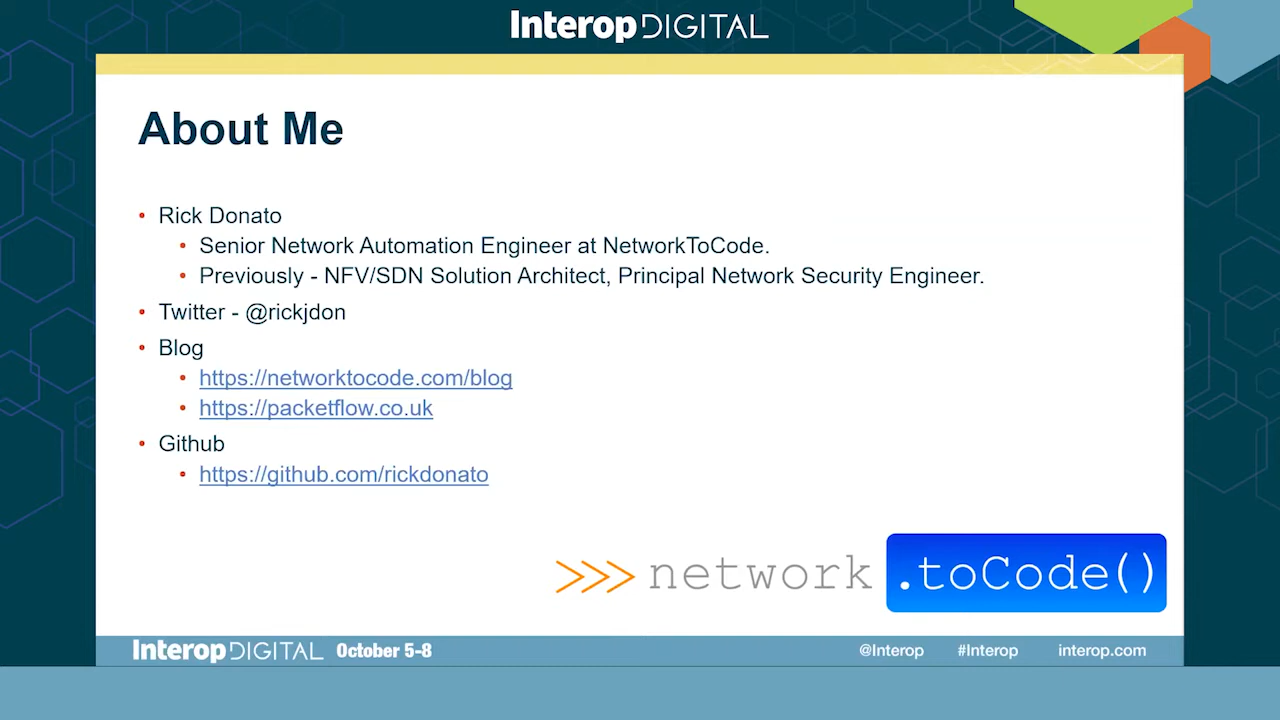 Interop DIGITAL
About Me
• Rick Donato
• Senior Network Automation Engineer at NetworkToCode.
• Previously - NFV/SDN Solution Architect, Principal Network Security Engineer.
• Twitter - @rickjdon
• Blog
• https://networktocode.com/blog
• https://packetflow.co.uk
• Github
• https://github.com/rickdonato
>>> network .toCode()
Interop DIGITAL October 5-8 @Interop #Interop interop.com